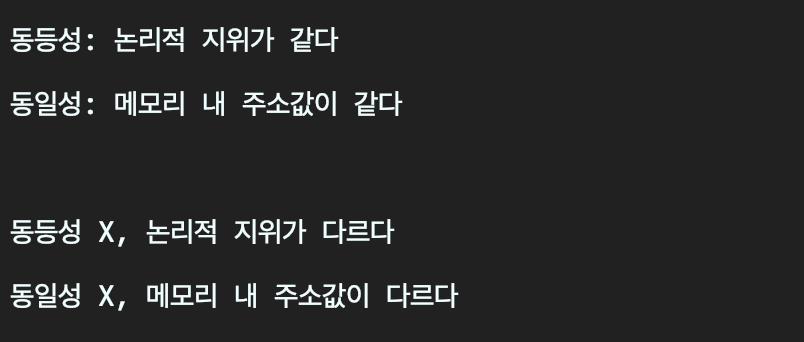 동등성: 논리적 지위가 같다
동일성: 메모리 내 주소값이 같다
동등성 X, 논리적 지위가 다르다
동일성 X, 메모리 내 주소값이 다르다